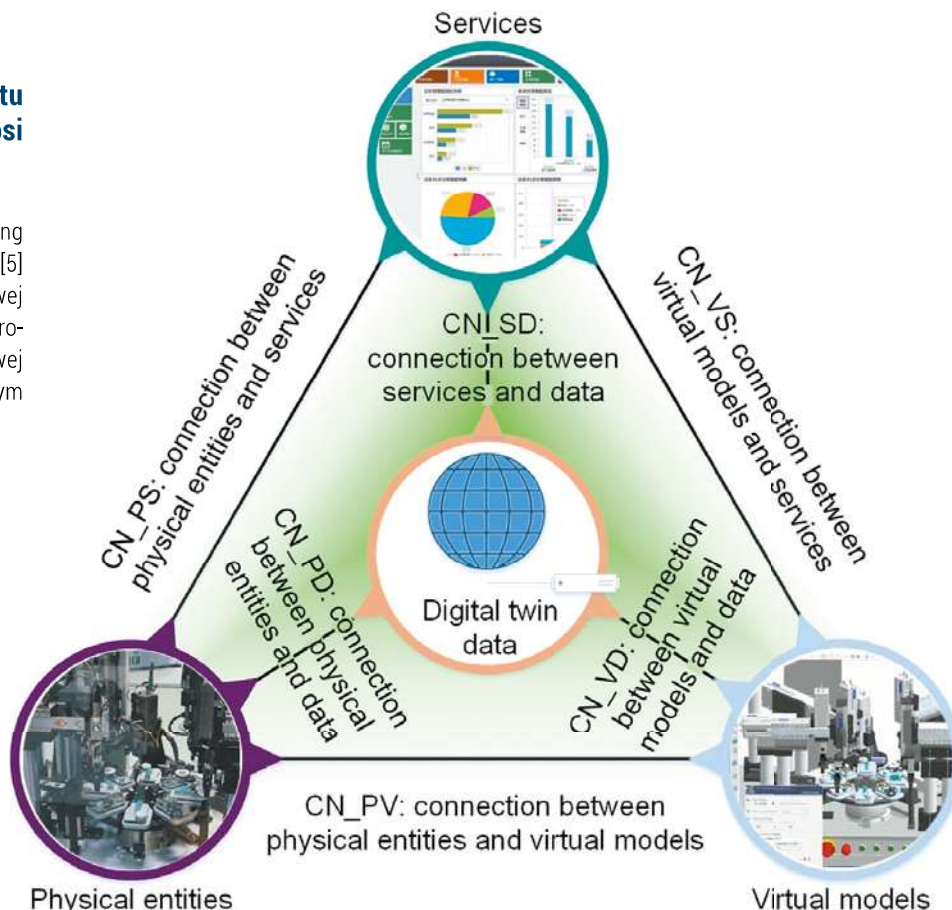 Services
tu
osi
ng
[5]
wej
ro-
wej
ym
CN_PS: connection between
physical entities and services
CN_SD:
connection between
services and data
CN_VS: connection between
virtual models and services
CN_PD: connection
between physical
entities and data
Digital twin
data
CN_VD: connection
between virtual
models and data
CN_PV: connection between
physical entities and virtual models
Physical entities
Virtual models